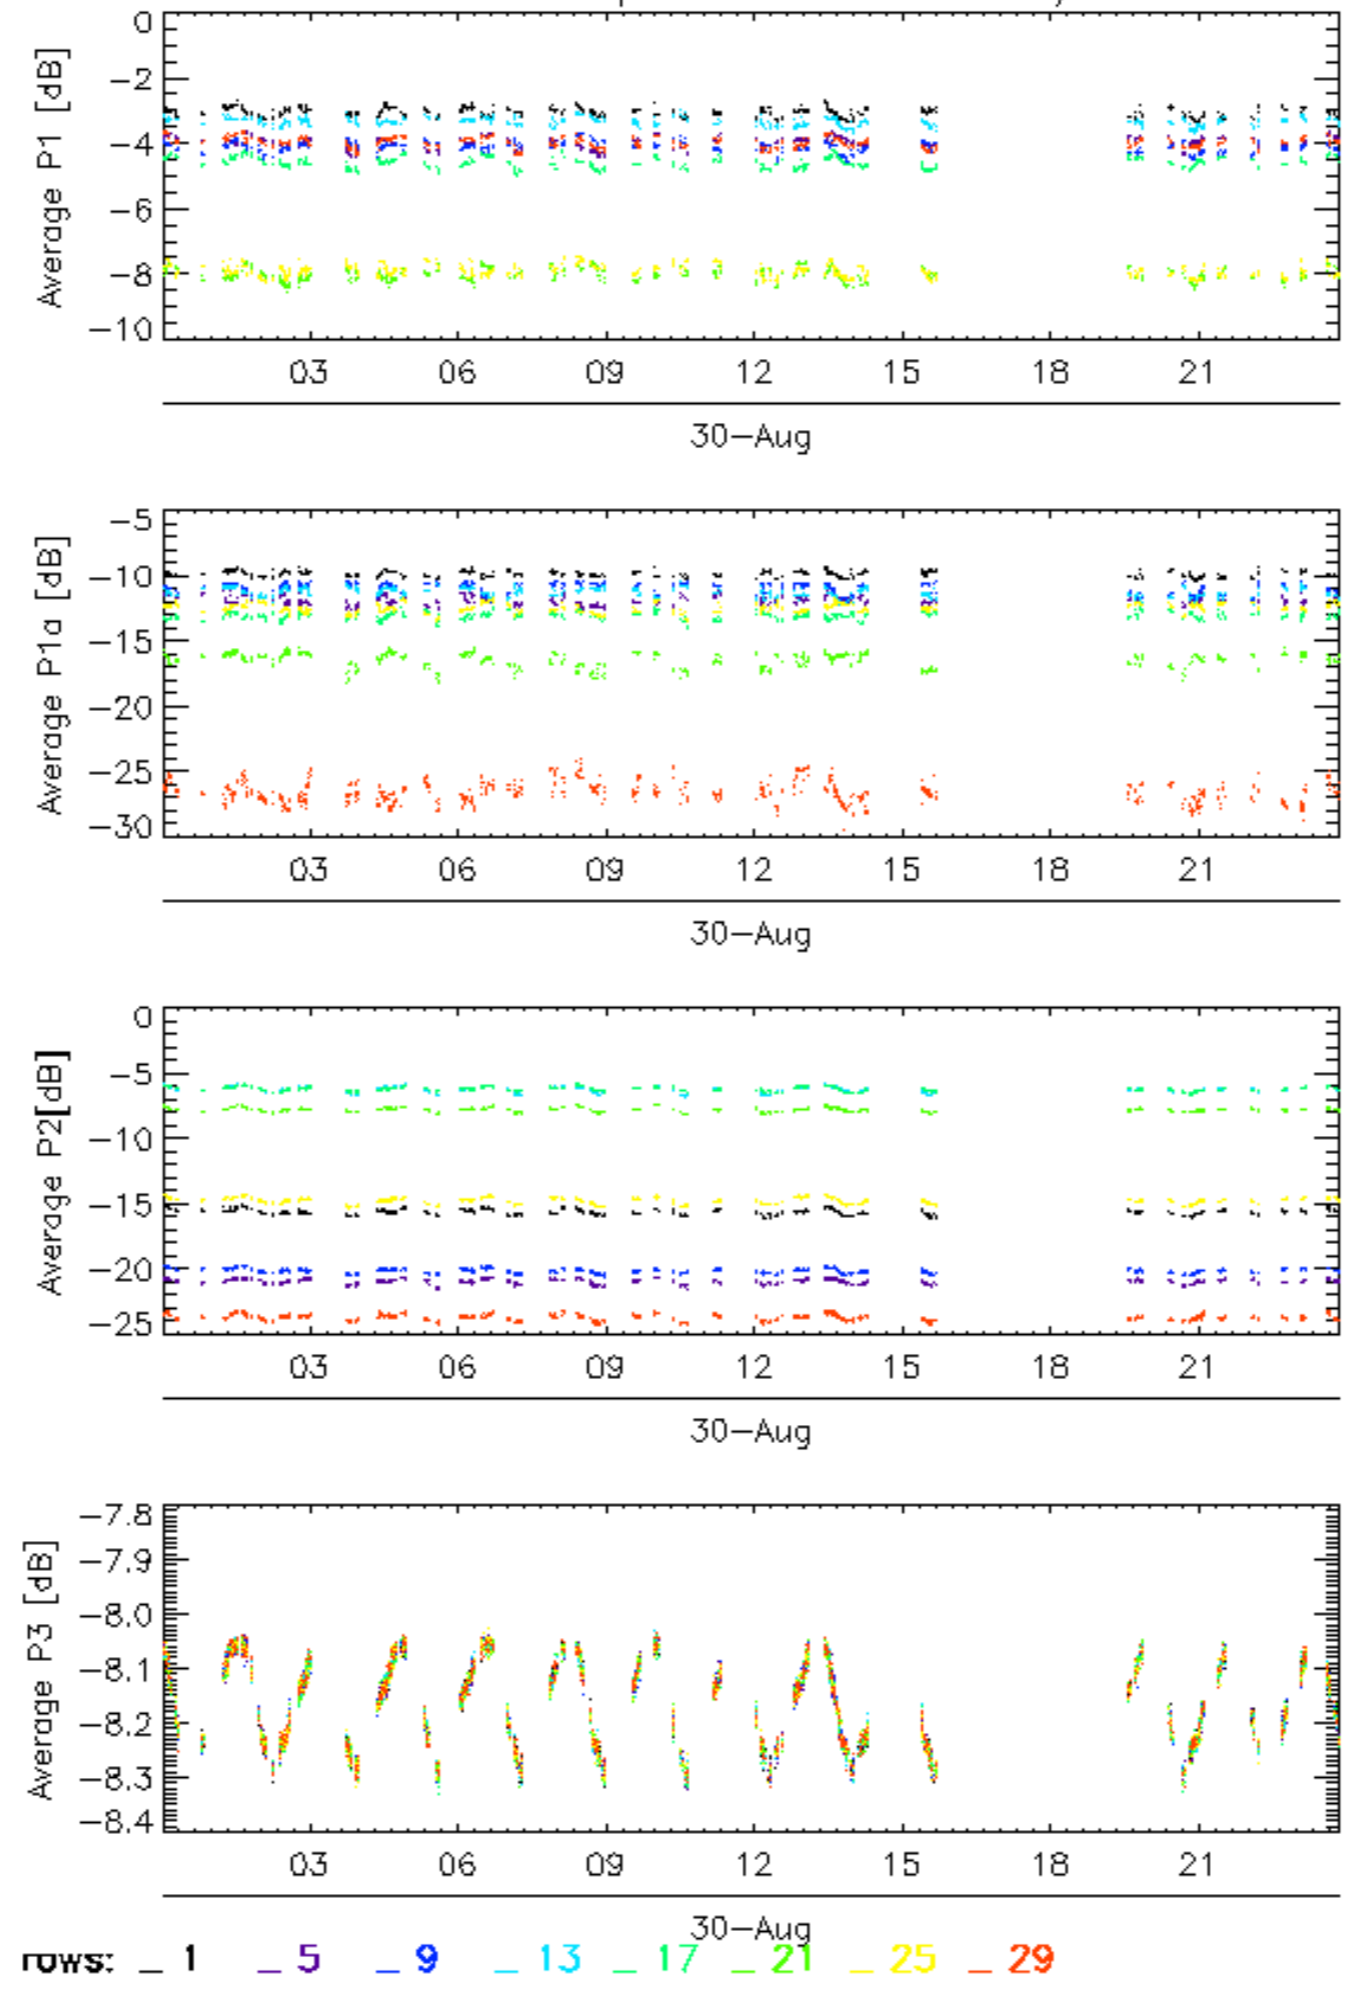 0
−2
−4
−6
−8
−10
Average P1 [dB]
03 06 09 12 15 18 21
30−Aug
−5
−10
−15
−20
−25
−30
Average P1a [dB]
03 06 09 12 15 18 21
30−Aug
0
−5
−10
−15
−20
−25
Average P2[dB]
03 06 09 12 15 18 21
30−Aug
−7.8
−7.9
−8.0
−8.1
−8.2
−8.3
−8.4
Average P3 [dB]
03 06 09 12 15 18 21
30−Aug
rows: _ 1 _ 5 _ 9 _ 13 _ 17 _ 21 _ 25 _ 29